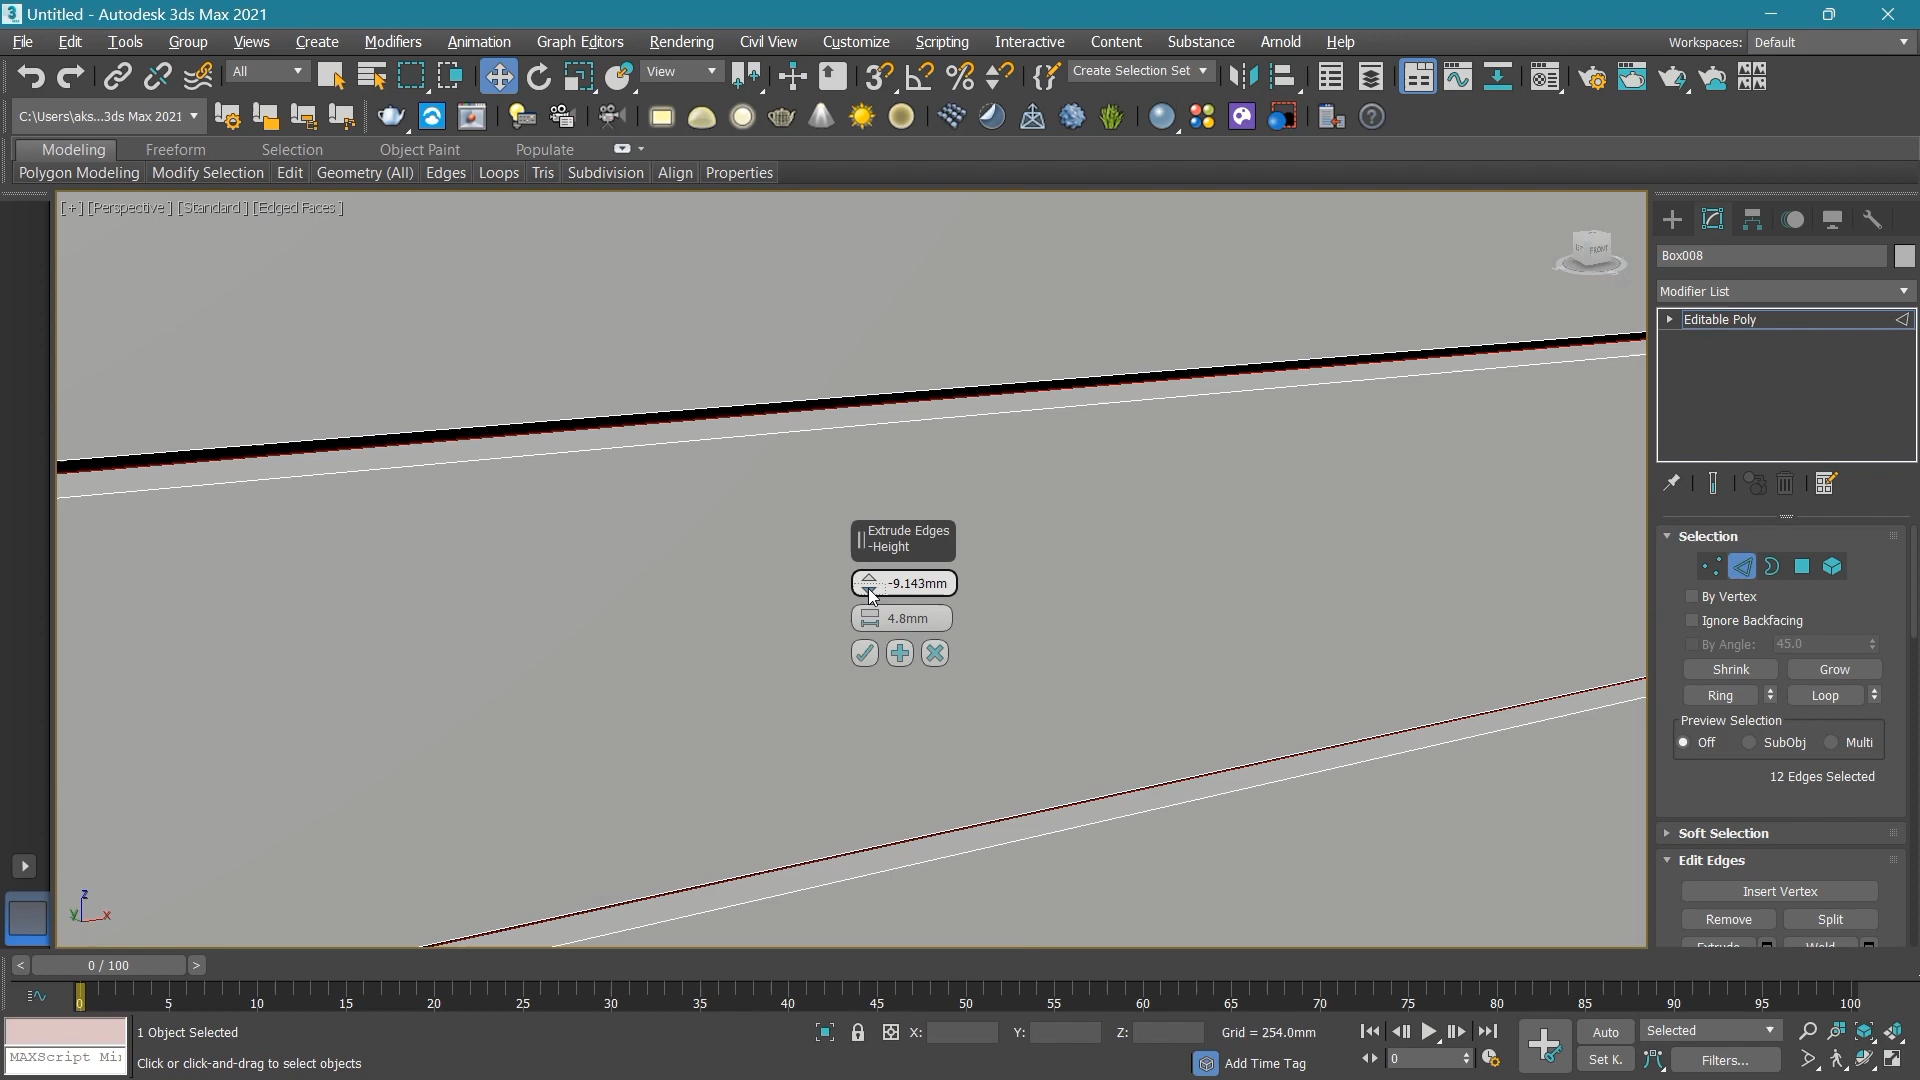 3 Untitled - Autodesk 3ds Max 2021
File Edit Tools Group Views Create Modifiers Animation Graph Editors Rendering Civil View Customize Scripting Interactive Content Substance Arnold Help Workspaces: Default
All View Create Selection Set
C:\Users\aks...3ds Max 2021
Modeling Freeform Selection Object Paint Populate
Polygon Modeling Modify Selection Edit Geometry (All) Edges Loops Tris Subdivision Align Properties
[+] [Perspective] [Standard] [Edged Faces]
FRONT
Box008
Modifier List
Editable Poly
Extrude Edges
-Height
-9.143mm
4.8mm
Selection
By Vertex
Ignore Backfacing
By Angle: 45.0
Shrink Grow
Ring Loop
Preview Selection
Off SubObj Multi
12 Edges Selected
Soft Selection
Edit Edges
Insert Vertex
Remove Split
Extrude Weld
z
y x
< 0 / 100 >
0 5 10 15 20 25 30 35 40 45 50 55 60 65 70 75 80 85 90 95 100
1 Object Selected X: Y: Z: Grid = 254.0mm Auto Selected
MAXScript Mi Click or click-and-drag to select objects Add Time Tag 0 Set K. Filters...